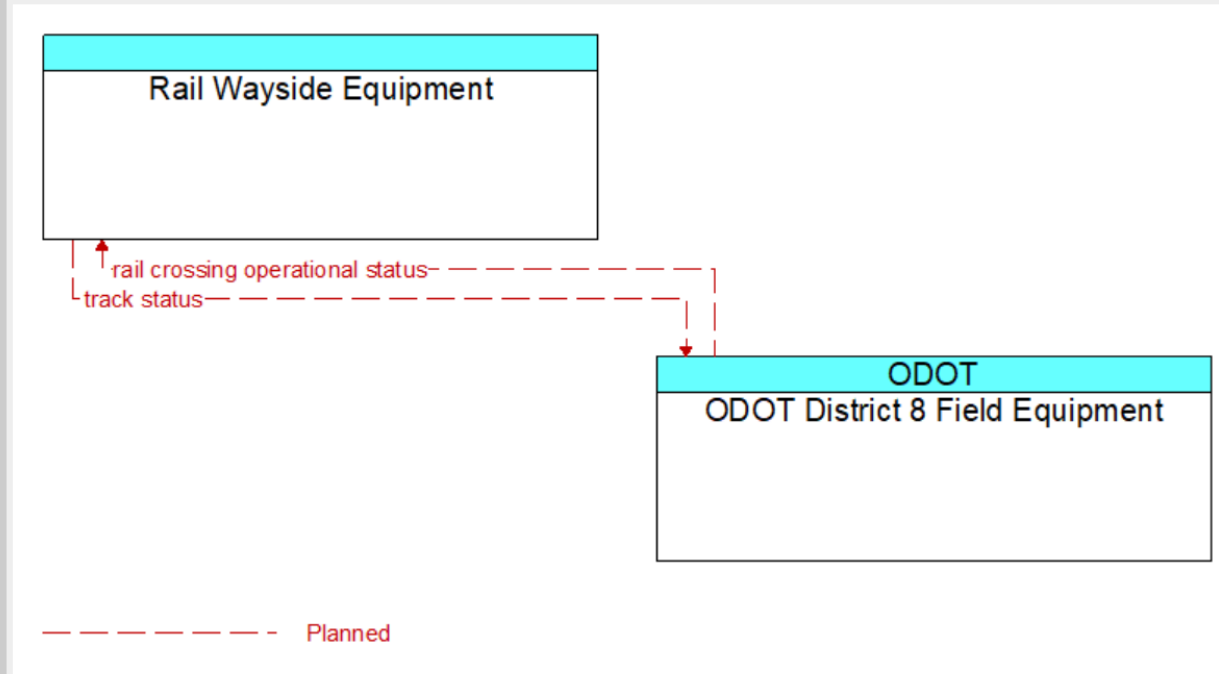 Rail Wayside Equipment
rail crossing operational status
track status
ODOT
ODOT District 8 Field Equipment
Planned